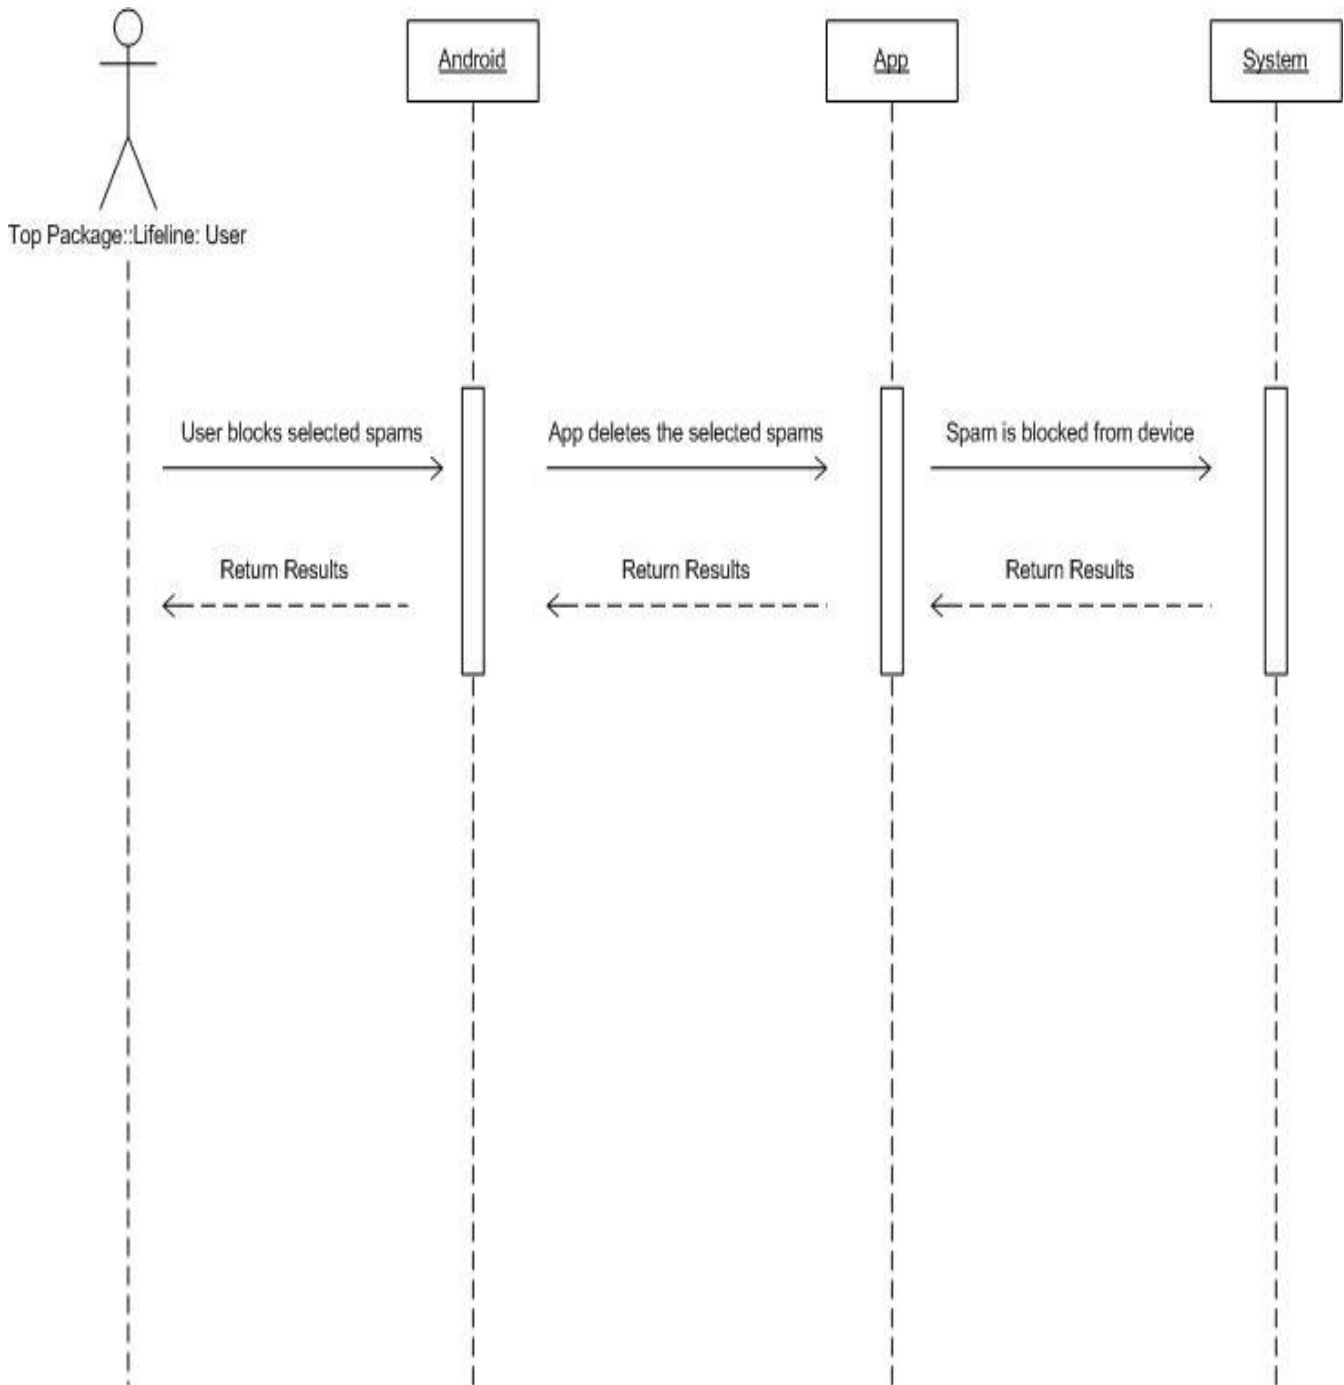 Android
App
System
Top Package::Lifeline: User
User blocks selected spams
App deletes the selected spams
Spam is blocked from device
Return Results
Return Results
Return Results